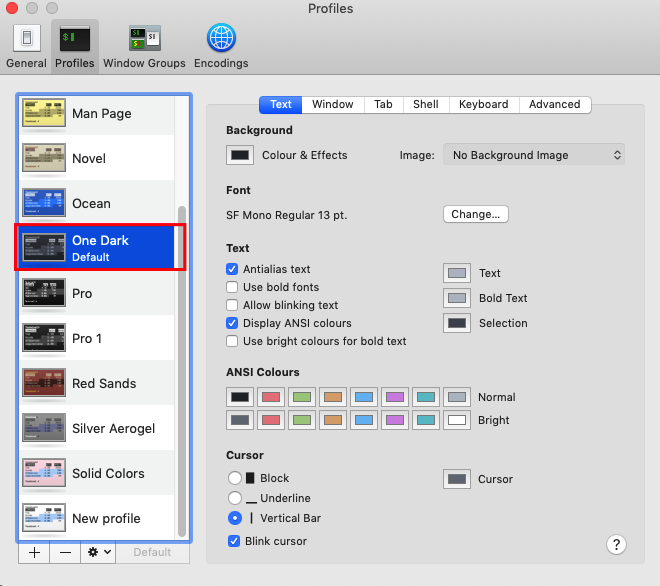 Profiles
General
Profiles
Window Groups
Encodings
Man Page
Novel
Ocean
One Dark
Default
Pro
Pro 1
Red Sands
Silver Aerogel
Solid Colors
New profile
Default
Text
Window
Tab
Shell
Keyboard
Advanced
Background
Colour & Effects
Image:
No Background Image
Font
SF Mono Regular 13 pt.
Change...
Text
Antialias text
Use bold fonts
Allow blinking text
Display ANSI colours
Use bright colours for bold text
Text
Bold Text
Selection
ANSI Colours
Normal
Bright
Cursor
Block
Underline
Vertical Bar
Blink cursor
Cursor
?